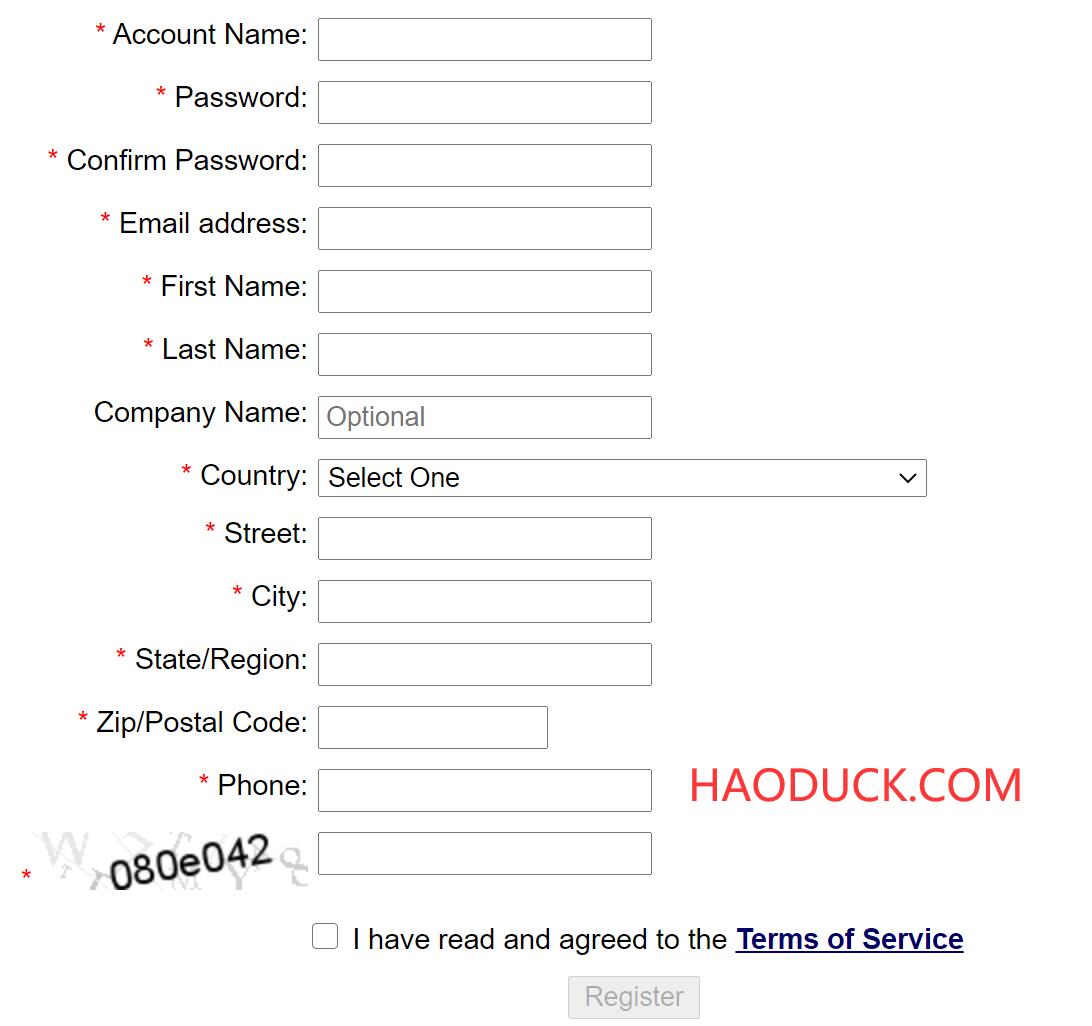 * Account Name:
* Password:
* Confirm Password:
* Email address:
* First Name:
* Last Name:
Company Name: Optional
* Country: Select One
* Street:
* City:
* State/Region:
* Zip/Postal Code:
* Phone:
HAODUCK.COM
* 080e042
I have read and agreed to the Terms of Service
Register